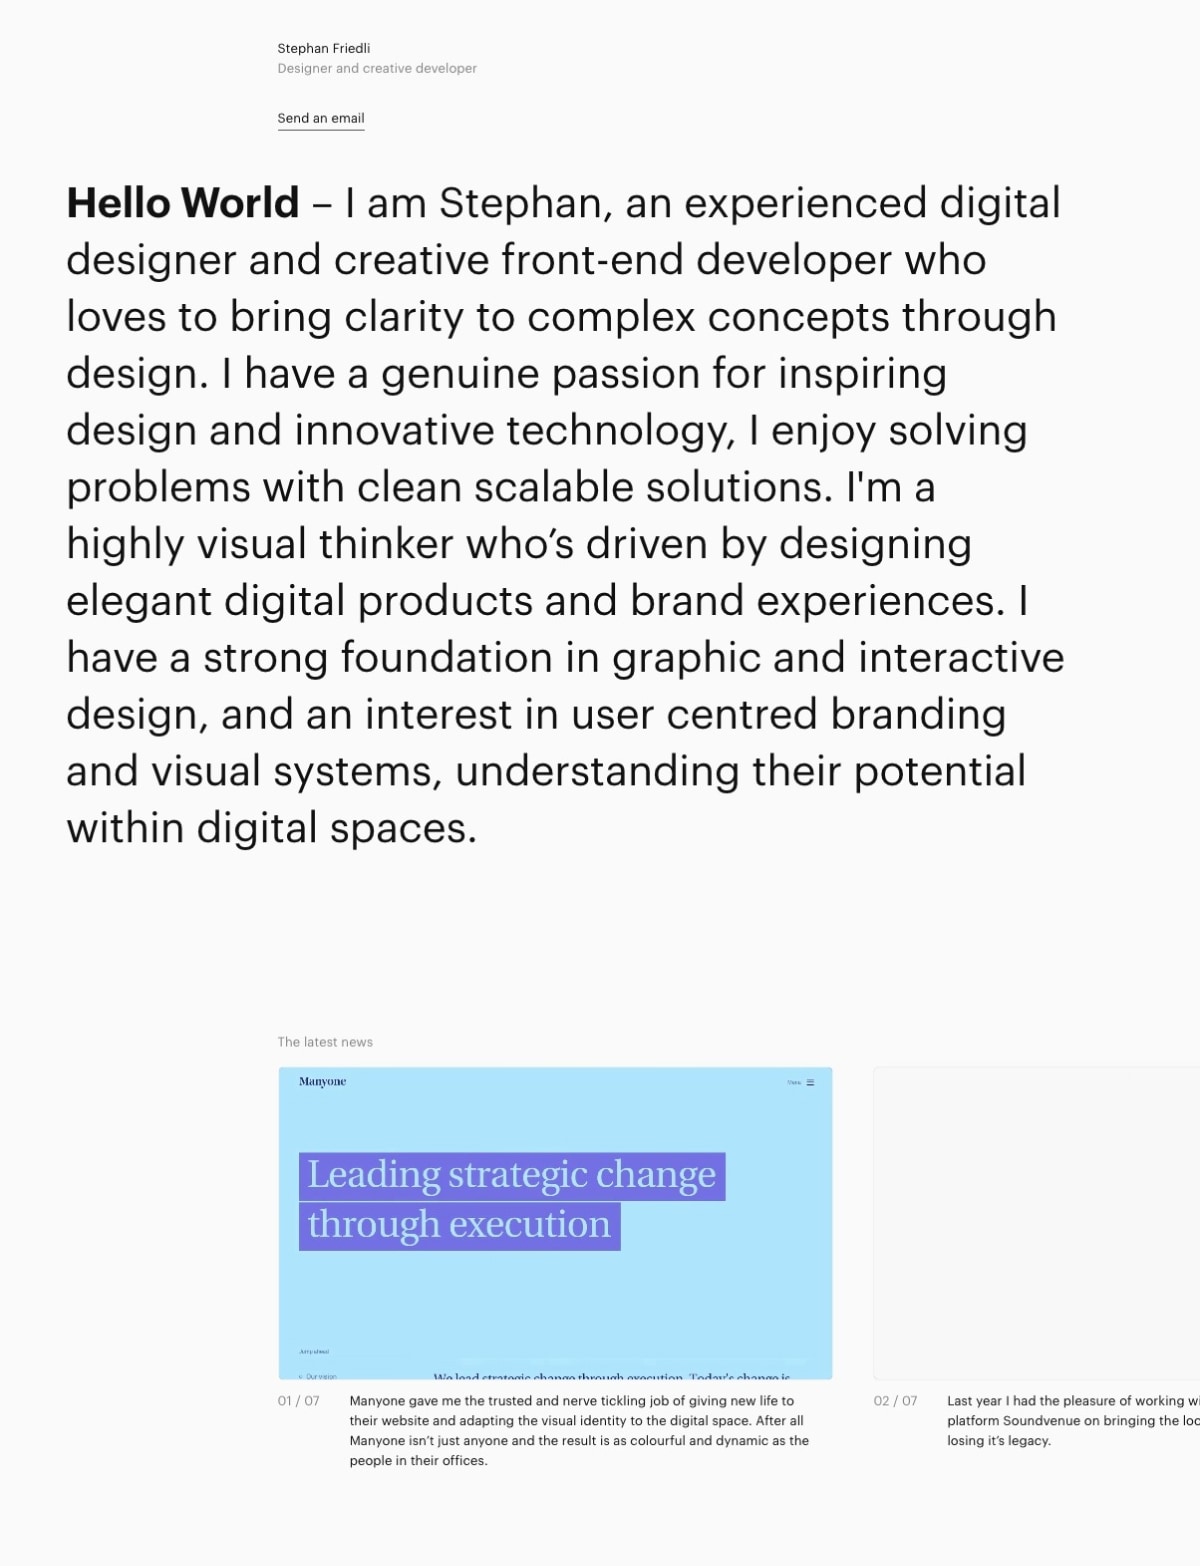 Stephan Friedli
Designer and creative developer
Send an email
Hello World – I am Stephan, an experienced digital
designer and creative front-end developer who
loves to bring clarity to complex concepts through
design. I have a genuine passion for inspiring
design and innovative technology, I enjoy solving
problems with clean scalable solutions. I'm a
highly visual thinker who’s driven by designing
elegant digital products and brand experiences. I
have a strong foundation in graphic and interactive
design, and an interest in user centred branding
and visual systems, understanding their potential
within digital spaces.
The latest news
Manyone
Menu
Leading strategic change
through execution
Our vision
We lead strategic change through execution. Today's change is
01 / 07
Manyone gave me the trusted and nerve tickling job of giving new life to
their website and adapting the visual identity to the digital space. After all
Manyone isn’t just anyone and the result is as colourful and dynamic as the
people in their offices.
02 / 07
Last year I had the pleasure of working
platform Soundvenue on bringing the
losing it’s legacy.